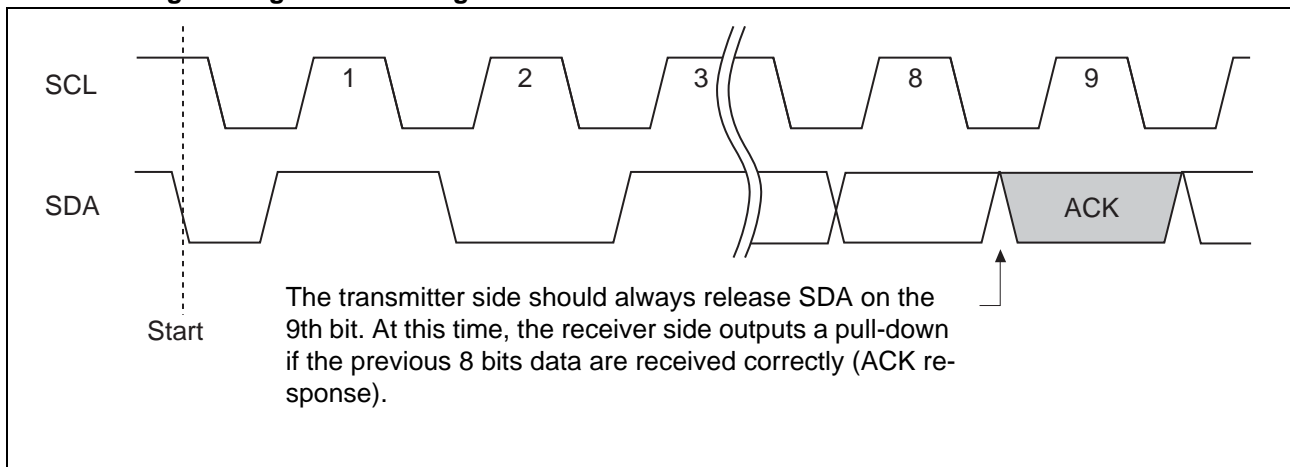 SCL
1 2 3 8 9
SDA
ACK
Start
The transmitter side should always release SDA on the
9th bit. At this time, the receiver side outputs a pull-down
if the previous 8 bits data are received correctly (ACK re-
sponse).